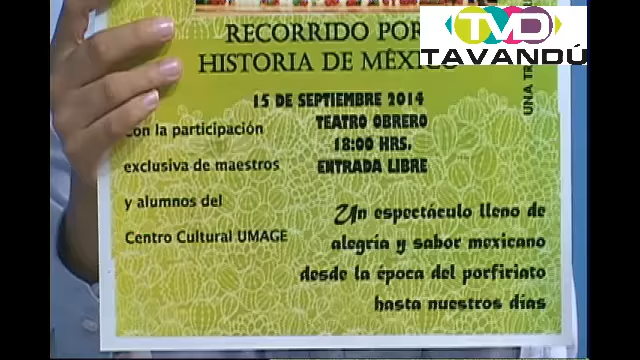 TVD
TAVANDÚ
RECORRIDO POR
HISTORIA DE MÉXICO
15 DE SEPTIEMBRE 2014
TEATRO OBRERO
18:00 HRS.
ENTRADA LIBRE
con la participación
exclusiva de maestros
y alumnos del
Centro Cultural UMAGE
Un espectáculo lleno de
alegría y sabor mexicano
desde la época del porfiriato
hasta nuestros días
UNA